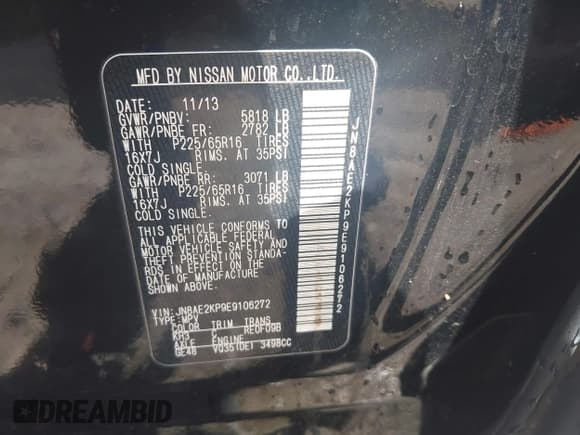 MFD BY NISSAN MOTOR CO.,LTD.
DATE: 11/13
GVWR/PNBV: 5818 LB
GAWR/PNBE FR: 2782 LB
WITH P225/65R16 TIRES
16X7J RIMS. AT 35PSI
COLD SINGLE.
GAWR/PNBE RR: 3071 LB
WITH P225/65R16 TIRES
16X7J RIMS. AT 35PSI
COLD SINGLE.
THIS VEHICLE CONFORMS TO
ALL APPLICABLE FEDERAL
MOTOR VEHICLE SAFETY AND
THEFT PREVENTION STANDA-
RDS IN EFFECT ON THE
DATE OF MANUFACTURE
SHOWN ABOVE.
VIN: JN8AE2KP9E9106272
TYPE: MPV
COLOR TRIM TRANS
KH3 G RE0F09B
AXLE ENGINE
GE48 VQ35(DE) 3498CC
JN8AE2KP9E9106272
DREAMBID